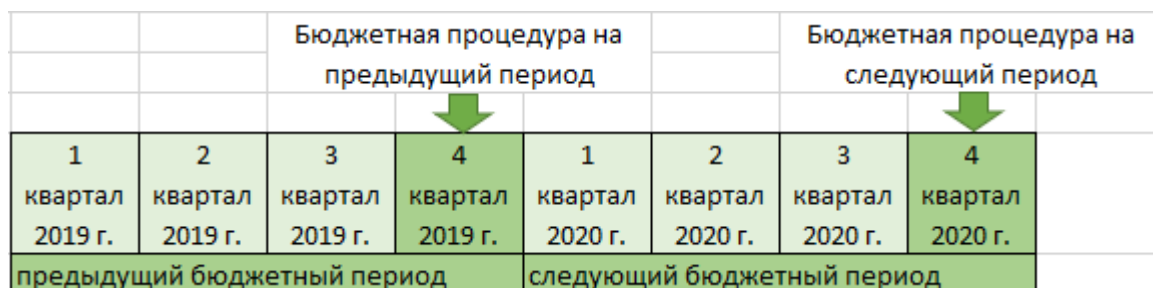 Бюджетная процедура на
предыдущий период
Бюджетная процедура на
следующий период
1 квартал 2019 г.
2 квартал 2019 г.
3 квартал 2019 г.
4 квартал 2019 г.
1 квартал 2020 г.
2 квартал 2020 г.
3 квартал 2020 г.
4 квартал 2020 г.
предыдущий бюджетный период
следующий бюджетный период